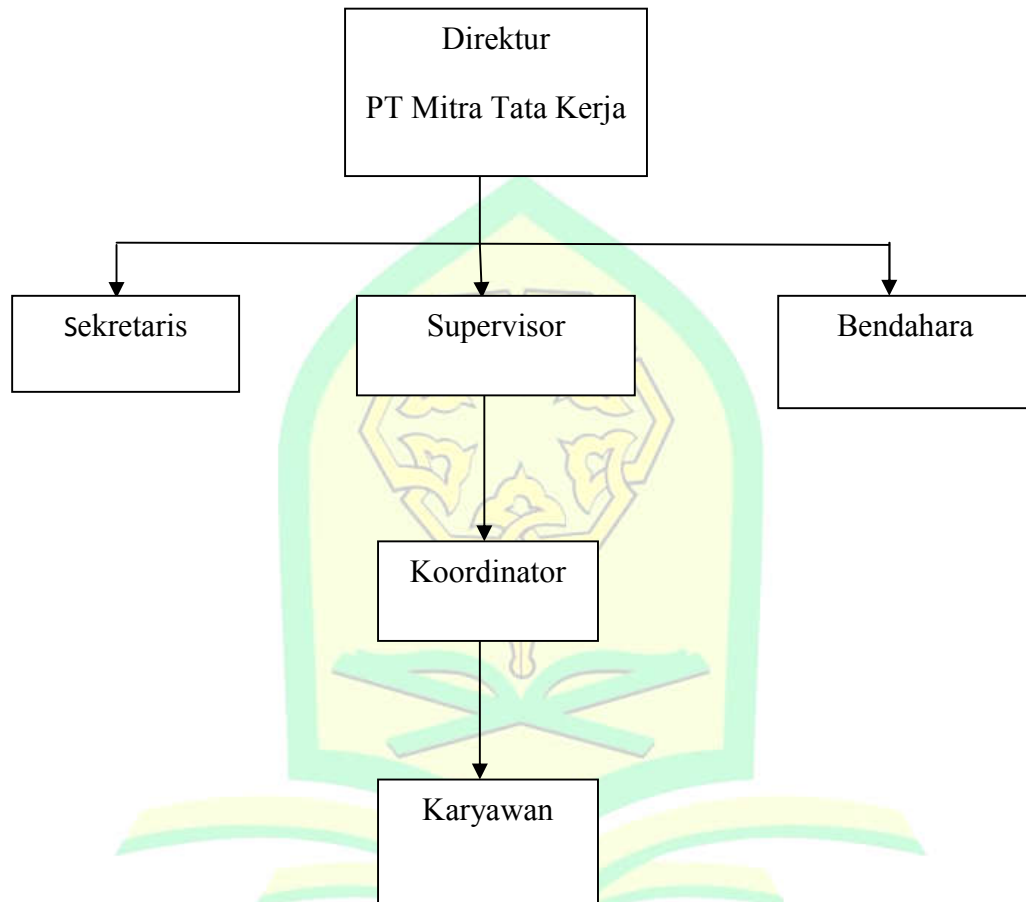 Direktur
PT Mitra Tata Kerja
Sekretaris
Supervisor
Bendahara
Koordinator
Karyawan